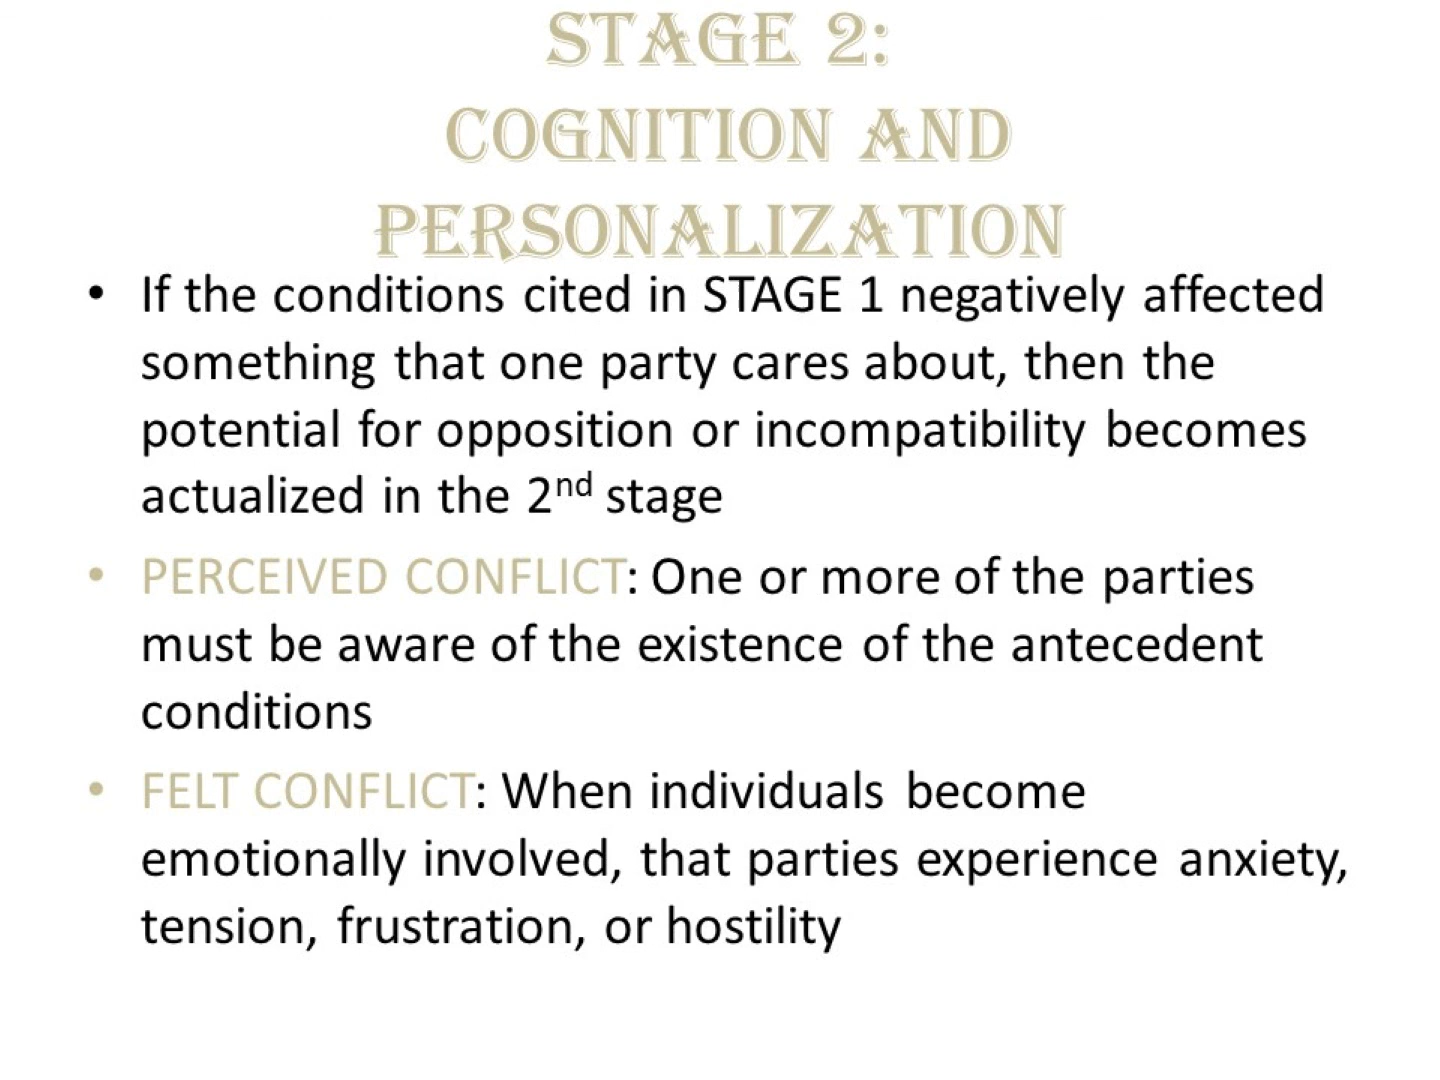 STAGE 2:
COGNITION AND
PERSONALIZATION
• If the conditions cited in STAGE 1 negatively affected
something that one party cares about, then the
potential for opposition or incompatibility becomes
actualized in the 2nd stage
• PERCEIVED CONFLICT: One or more of the parties
must be aware of the existence of the antecedent
conditions
• FELT CONFLICT: When individuals become
emotionally involved, that parties experience anxiety,
tension, frustration, or hostility